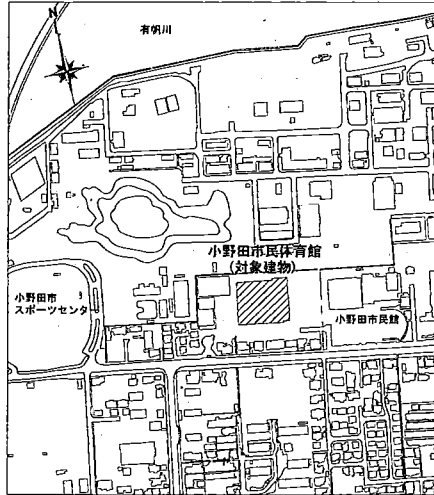 N
有帆川
小野田市民体育館
(対象建物)
小野田市
スポーツセンタ
小野田市民館